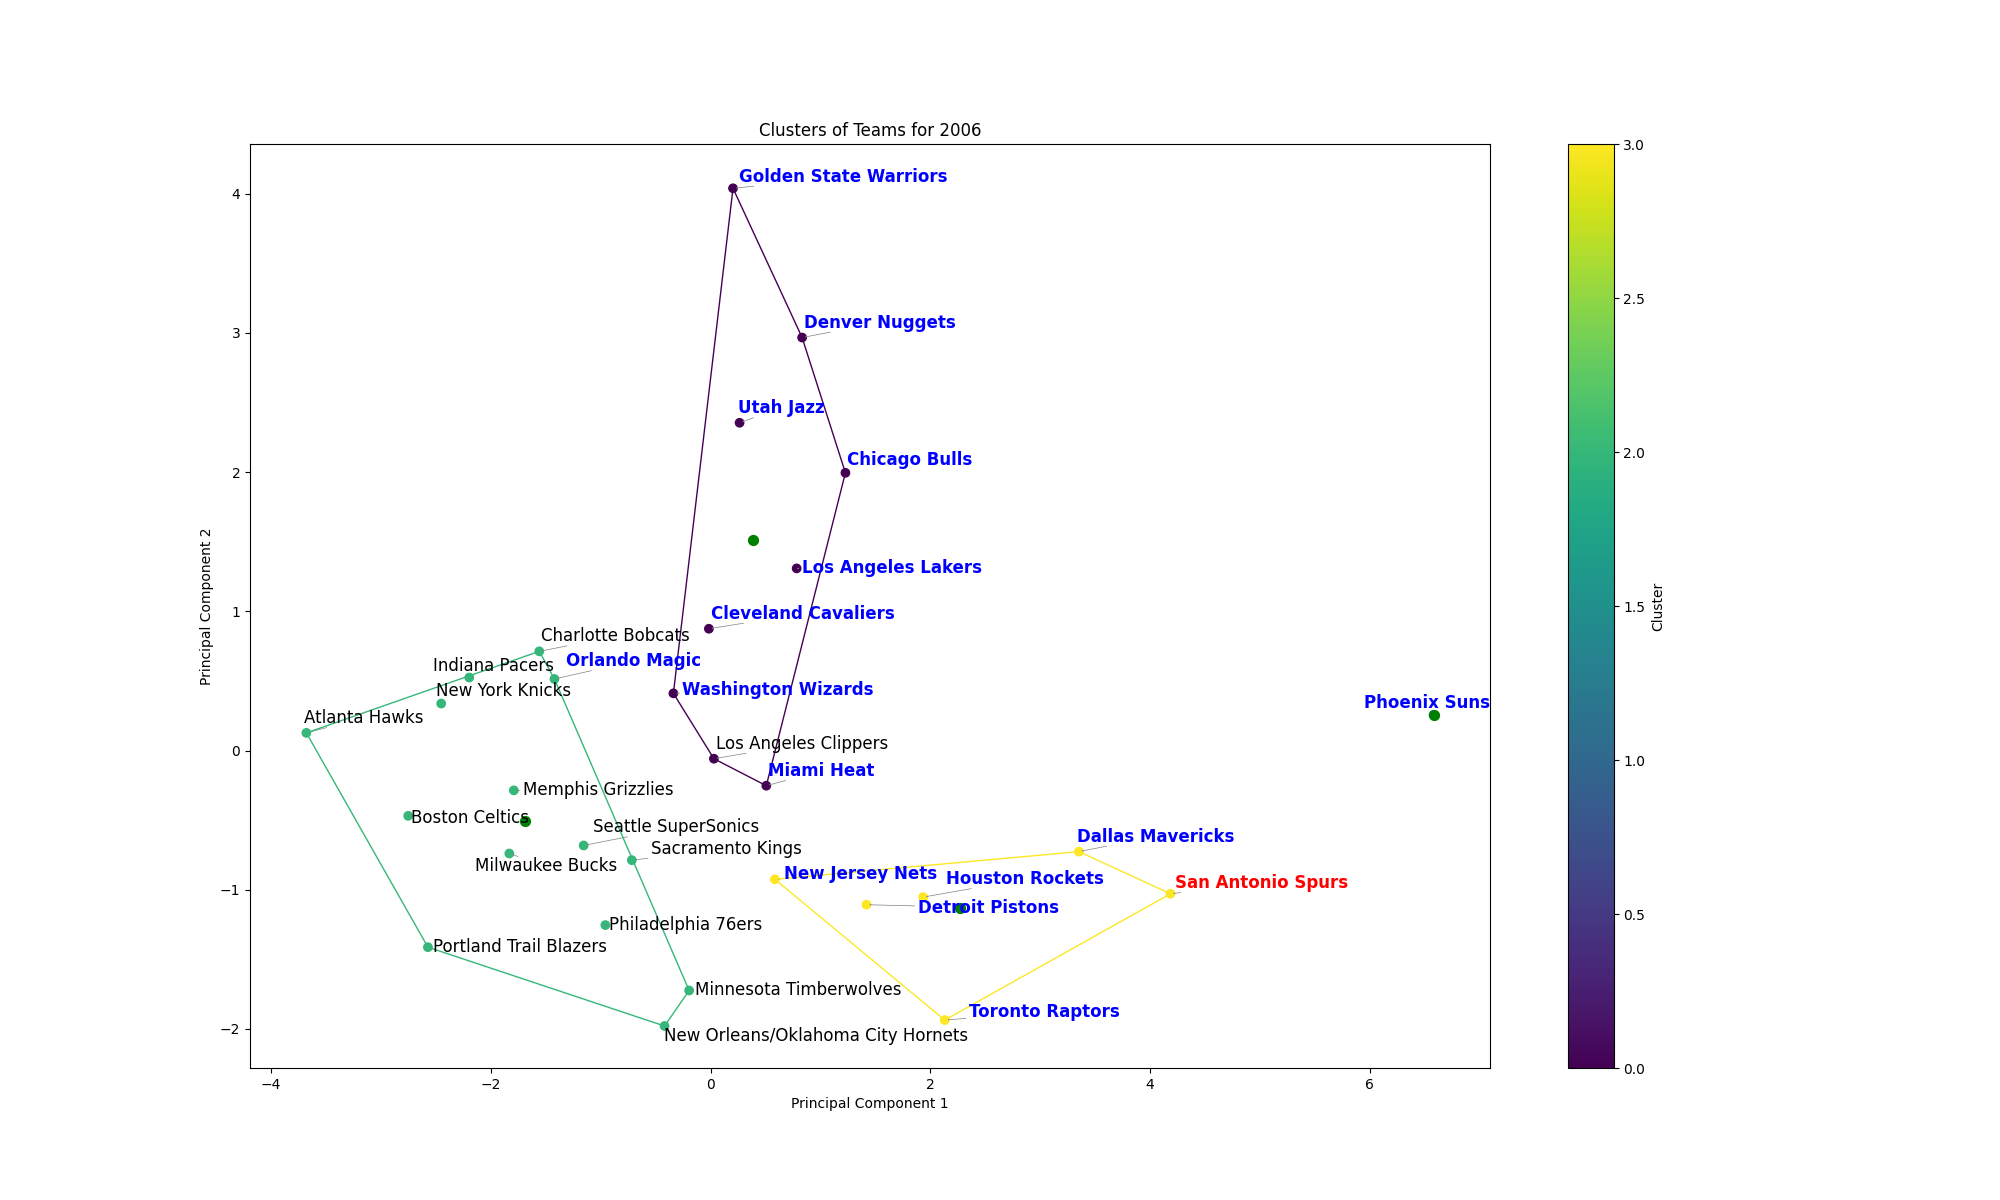 Clusters of Teams for 2006
Golden State Warriors
Denver Nuggets
Utah Jazz
Chicago Bulls
Los Angeles Lakers
Cleveland Cavaliers
Charlotte Bobcats
Indiana Pacers
Orlando Magic
New York Knicks
Washington Wizards
Phoenix Suns
Atlanta Hawks
Los Angeles Clippers
Miami Heat
Memphis Grizzlies
Boston Celtics
Seattle SuperSonics
Dallas Mavericks
Sacramento Kings
Milwaukee Bucks
New Jersey Nets
Houston Rockets
San Antonio Spurs
Detroit Pistons
Philadelphia 76ers
Portland Trail Blazers
Minnesota Timberwolves
Toronto Raptors
New Orleans/Oklahoma City Hornets
4
3
2
1
0
−1
−2
Principal Component 2
−4
−2
0
2
4
6
Principal Component 1
3.0
2.5
2.0
1.5
1.0
0.5
0.0
Cluster